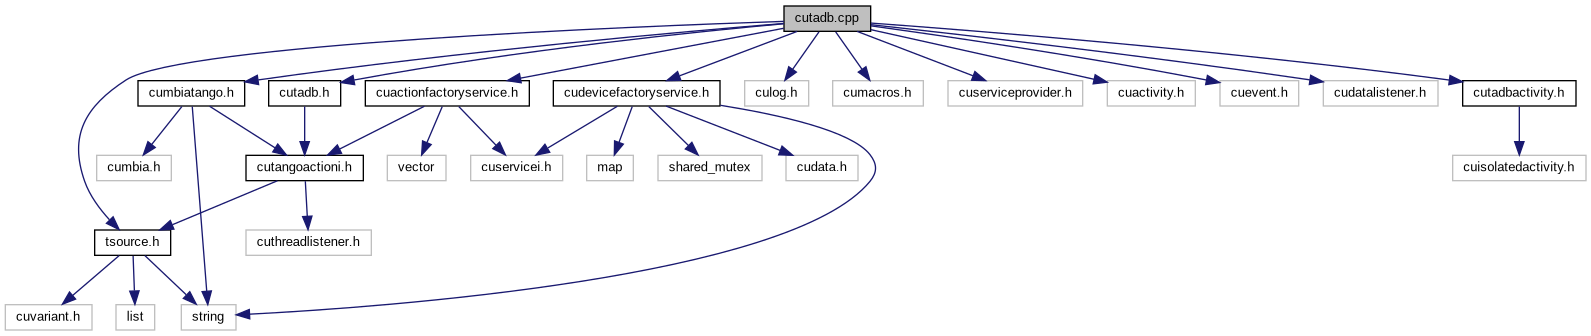 cutadb.cpp
cumbiatango.h
cutadb.h
cuactionfactoryservice.h
cudevicefactoryservice.h
culog.h
cumacros.h
cuserviceprovider.h
cuactivity.h
cuevent.h
cudatalistener.h
cutadbactivity.h
cumbia.h
cutangoactioni.h
vector
cuservicei.h
map
shared_mutex
cudata.h
cuisolatedactivity.h
tsource.h
cuthreadlistener.h
cuvariant.h
list
string